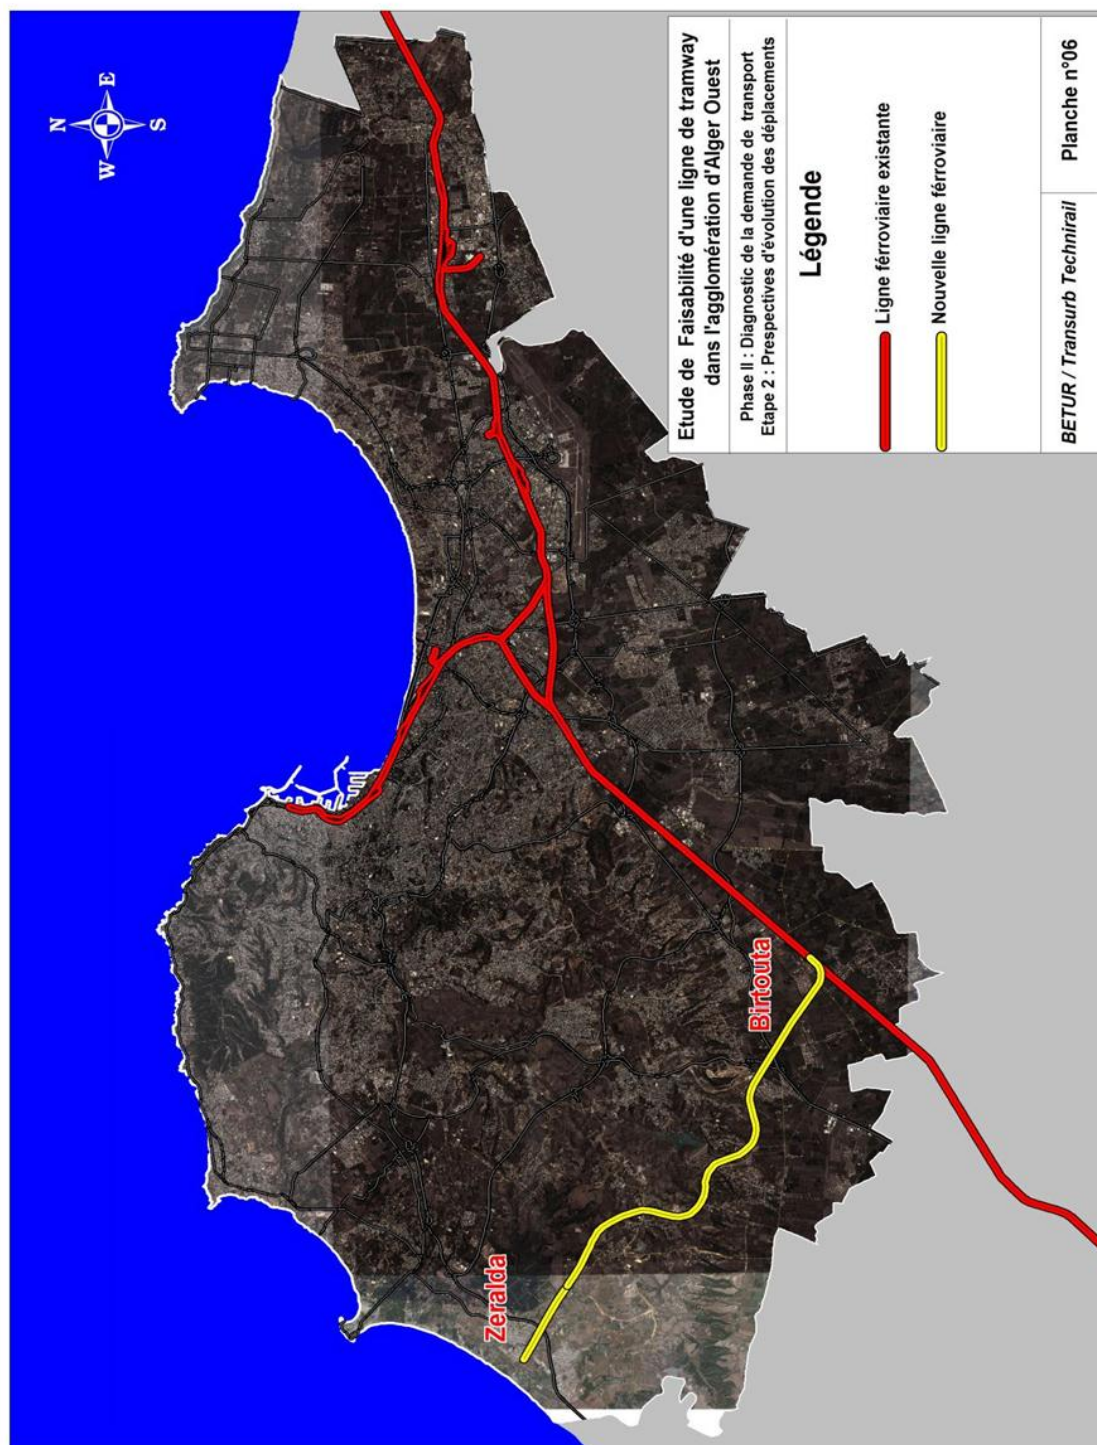 N
E
S
W
Etude de Faisabilité d'une ligne de tramway
dans l'agglomération d'Alger Ouest
Phase II : Diagnostic de la demande de transport
Etape 2 : Prespectives d'évolution des déplacements
Légende
Ligne férroviaire existante
Nouvelle ligne férroviaire
BETUR / Transurb Technirail
Planche n°06
Birtouta
Zeralda